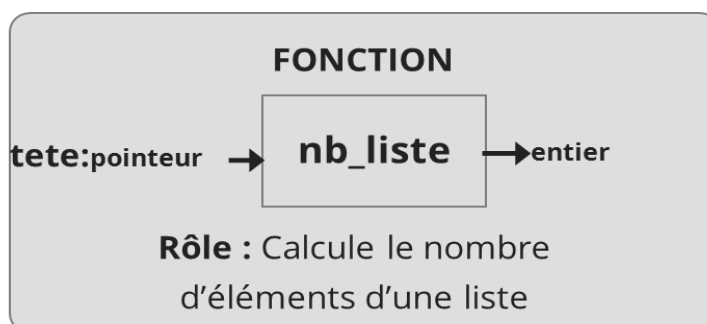 FONCTION
tete:pointeur
nb_liste
entier
Rôle : Calcule le nombre
d’éléments d’une liste